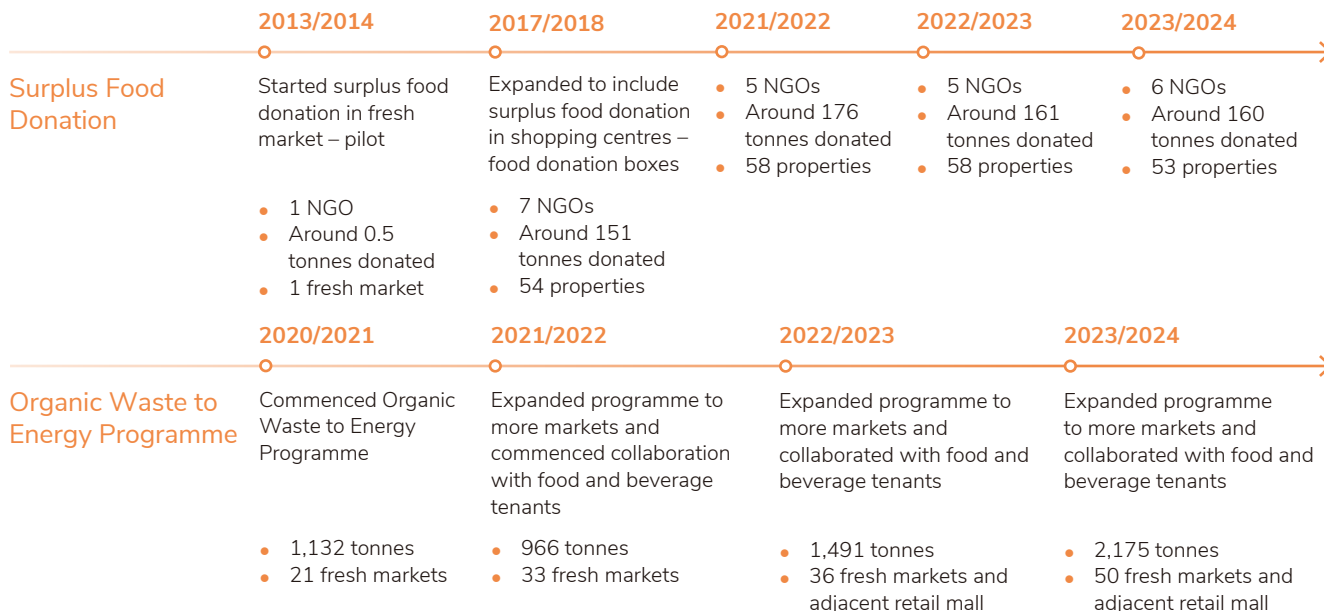 2013/2014
2017/2018
2021/2022
2022/2023
2023/2024
Surplus Food
Donation
Started surplus food
donation in fresh
market – pilot
• 1 NGO
• Around 0.5
tonnes donated
• 1 fresh market
Expanded to include
surplus food donation
in shopping centres –
food donation boxes
• 7 NGOs
• Around 151
tonnes donated
• 54 properties
• 5 NGOs
• Around 176
tonnes donated
• 58 properties
• 5 NGOs
• Around 161
tonnes donated
• 58 properties
• 6 NGOs
• Around 160
tonnes donated
• 53 properties
2020/2021
2021/2022
2022/2023
2023/2024
Organic Waste to
Energy Programme
Commenced Organic
Waste to Energy
Programme
• 1,132 tonnes
• 21 fresh markets
Expanded programme to
more markets and
commenced collaboration
with food and beverage
tenants
• 966 tonnes
• 33 fresh markets
Expanded programme to
more markets and
collaborated with food and
beverage tenants
• 1,491 tonnes
• 36 fresh markets and
adjacent retail mall
Expanded programme
to more markets and
collaborated with food and
beverage tenants
• 2,175 tonnes
• 50 fresh markets and
adjacent retail mall